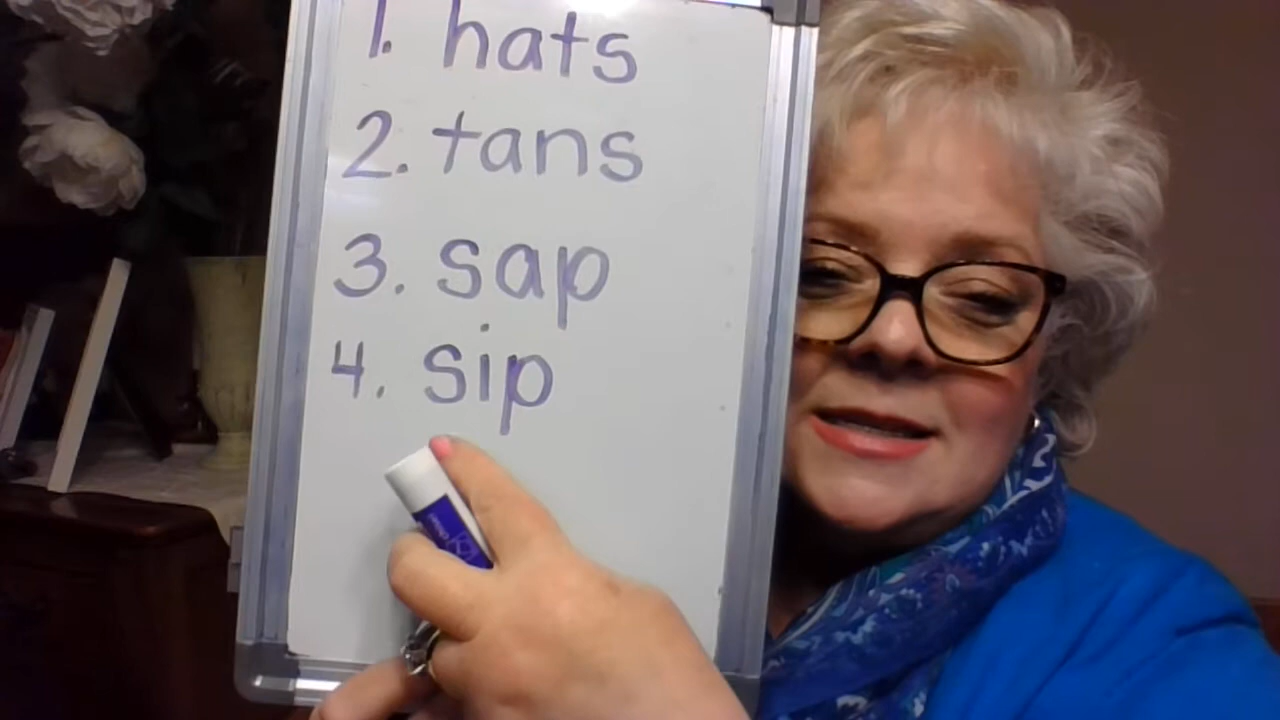 1. hats
2. tans
3. sap
4. sip